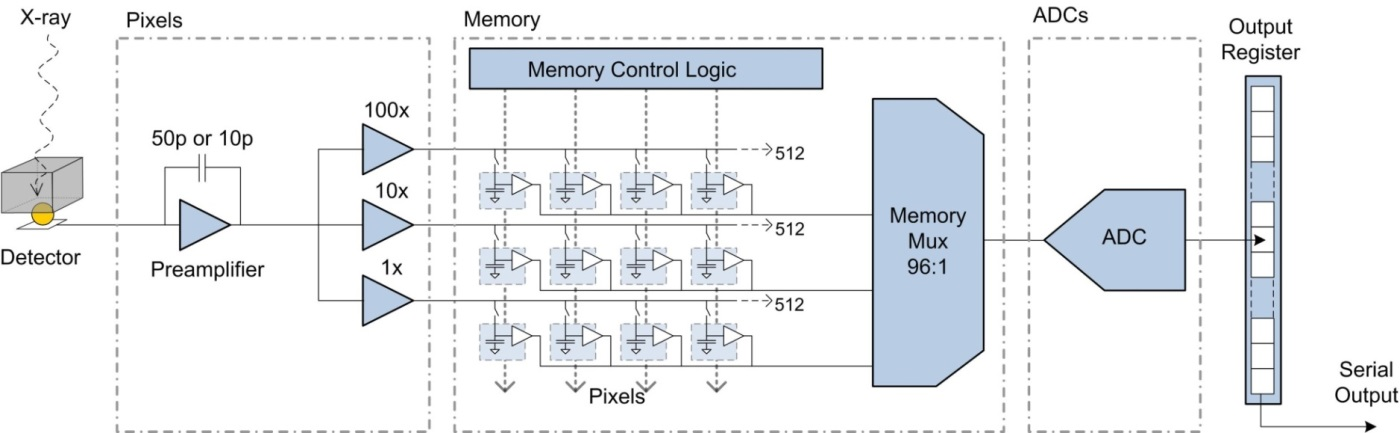 X-ray
Pixels
Memory
ADCs
Output
Register
Memory Control Logic
100x
50p or 10p
512
10x
Memory
Mux
96:1
ADC
512
Detector
Preamplifier
1x
512
Pixels
Serial
Output